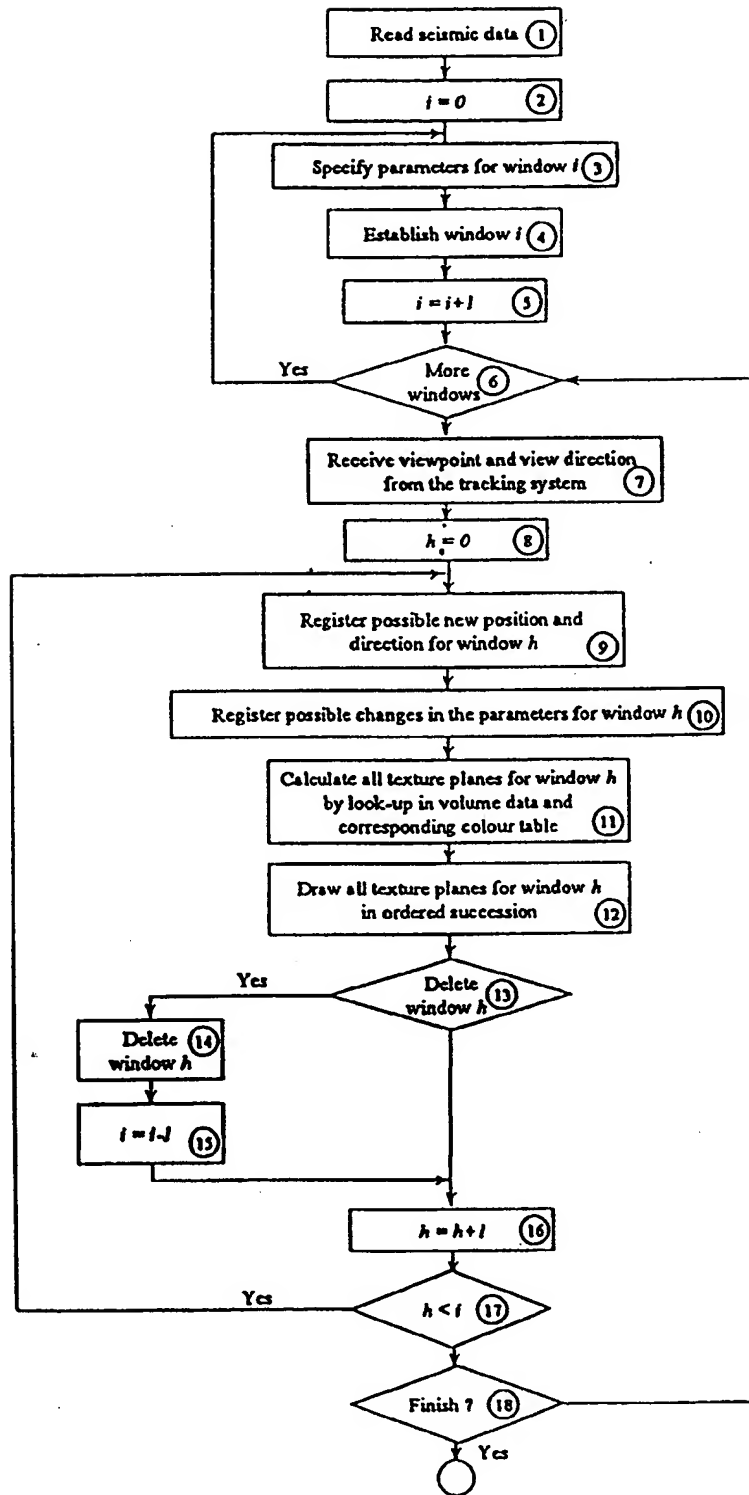 Read seismic data 1
i = 0 2
Specify parameters for window i 3
Establish window i 4
i = i+1 5
Yes
More
windows 6
Receive viewpoint and view direction
from the tracking system 7
h = 0 8
Register possible new position and
direction for window h 9
Register possible changes in the parameters for window h 10
Calculate all texture planes for window h
by look-up in volume data and
corresponding colour table 11
Draw all texture planes for window h
in ordered succession 12
Yes
Delete
window h 13
Delete
window h 14
i = i-1 15
h = h+1 16
Yes
h < i 17
Finish ? 18
Yes